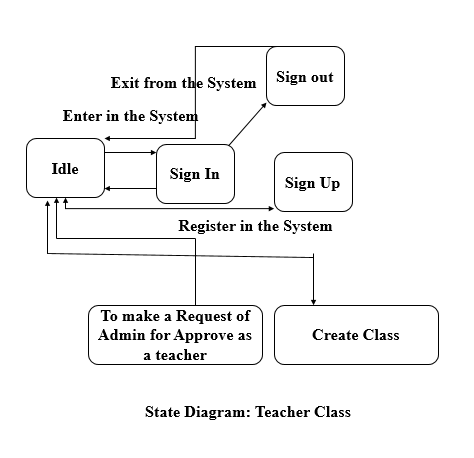 Sign out
Exit from the System
Enter in the System
Idle
Sign In
Sign Up
Register in the System
To make a Request of
Admin for Approve as
a teacher
Create Class
State Diagram: Teacher Class